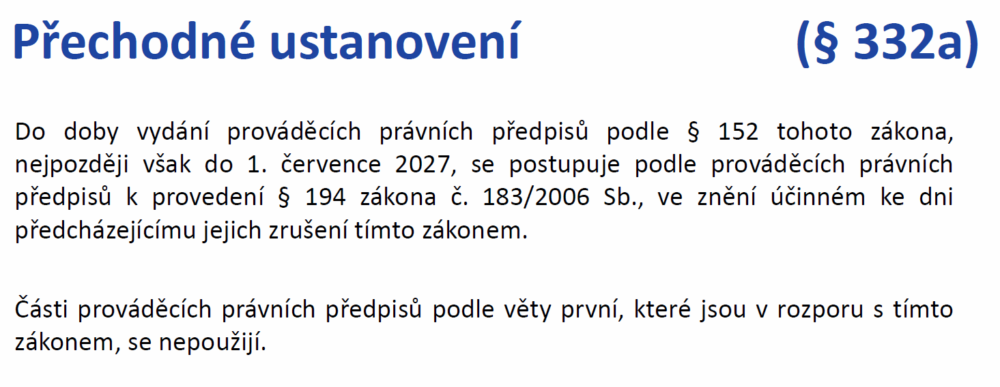 Přechodné ustanovení (§ 332a)
Do doby vydání prováděcích právních předpisů podle § 152 tohoto zákona,
nejpozději však do 1. července 2027, se postupuje podle prováděcích právních
předpisů k provedení § 194 zákona č. 183/2006 Sb., ve znění účinném ke dni
předcházejícímu jejich zrušení tímto zákonem.
Části prováděcích právních předpisů podle věty první, které jsou v rozporu s tímto
zákonem, se nepoužijí.